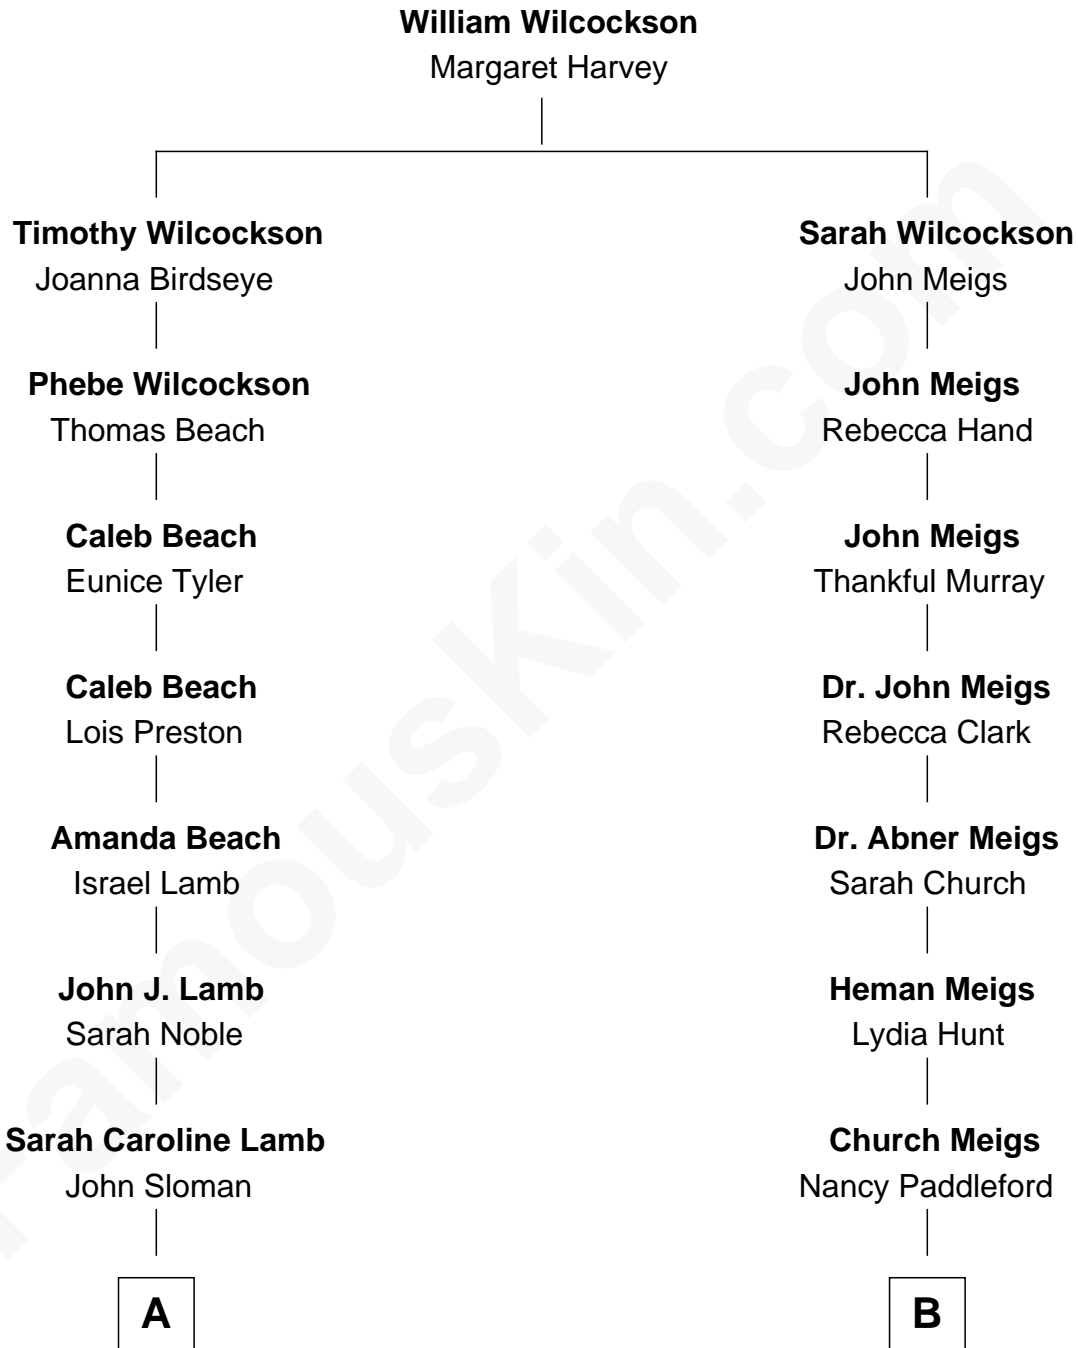 William Wilcockson
Margaret Harvey
Timothy Wilcockson
Joanna Birdseye
Phebe Wilcockson
Thomas Beach
Caleb Beach
Eunice Tyler
Caleb Beach
Lois Preston
Amanda Beach
Israel Lamb
John J. Lamb
Sarah Noble
Sarah Caroline Lamb
John Sloman
A
Sarah Wilcockson
John Meigs
John Meigs
Rebecca Hand
John Meigs
Thankful Murray
Dr. John Meigs
Rebecca Clark
Dr. Abner Meigs
Sarah Church
Heman Meigs
Lydia Hunt
Church Meigs
Nancy Paddleford
B
FamousKin.com